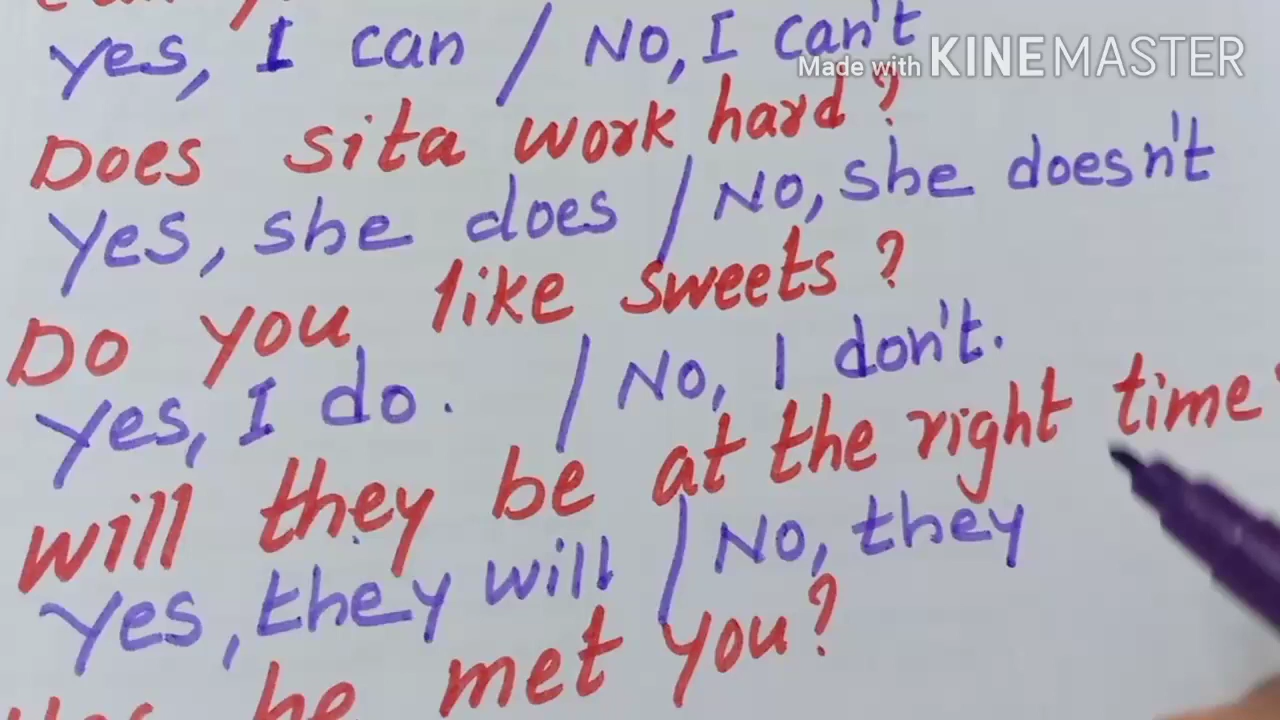 Yes, I can / No, I can't
Made with KINEMASTER
Does sita work hard?
Yes, she does / No, she doesn't
Do you like sweets?
Yes, I do. / No, I don't.
Will they be at the right time?
Yes, they will / No, they
he met you?